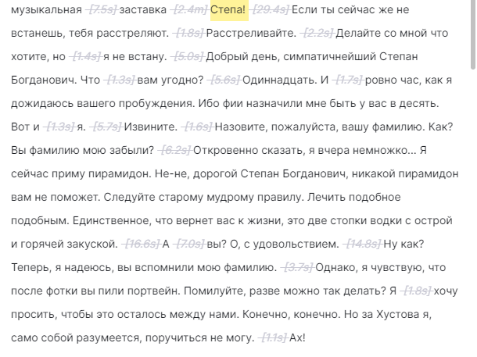 музыкальная [7.5s] заставка [2.4m] Степа! [29.4s] Если ты сейчас же не
встанешь, тебя расстреляют. [1.8s] Расстреливайте. [2.2s] Делайте со мной что
хотите, но [1.4s] я не встану. [5.0s] Добрый день, симпатичнейший Степан
Богданович. Что [1.3s] вам угодно? [5.6s] Одиннадцать. И [1.7s] ровно час, как я
дожидаюсь вашего пробуждения. Ибо фии назначили мне быть у вас в десять.
Вот и [1.3s] я. [5.7s] Извините. [1.6s] Назовите, пожалуйста, вашу фамилию. Как?
Вы фамилию мою забыли? [6.2s] Откровенно сказать, я вчера немножко... Я
сейчас приму пирамидон. Не-не, дорогой Степан Богданович, никакой пирамидон
вам не поможет. Следуйте старому мудрому правилу. Лечить подобное
подобным. Единственное, что вернет вас к жизни, это две стопки водки с острой
и горячей закуской. [16.6s] А [7.0s] вы? О, с удовольствием. [14.8s] Ну как?
Теперь, я надеюсь, вы вспомнили мою фамилию. [3.7s] Однако, я чувствую, что
после фотки вы пили портвейн. Помилуйте, разве можно так делать? Я [1.8s] хочу
просить, чтобы это осталось между нами. Конечно, конечно. Но за Хустова я,
само собой разумеется, поручиться не могу. [1.1s] Ах!